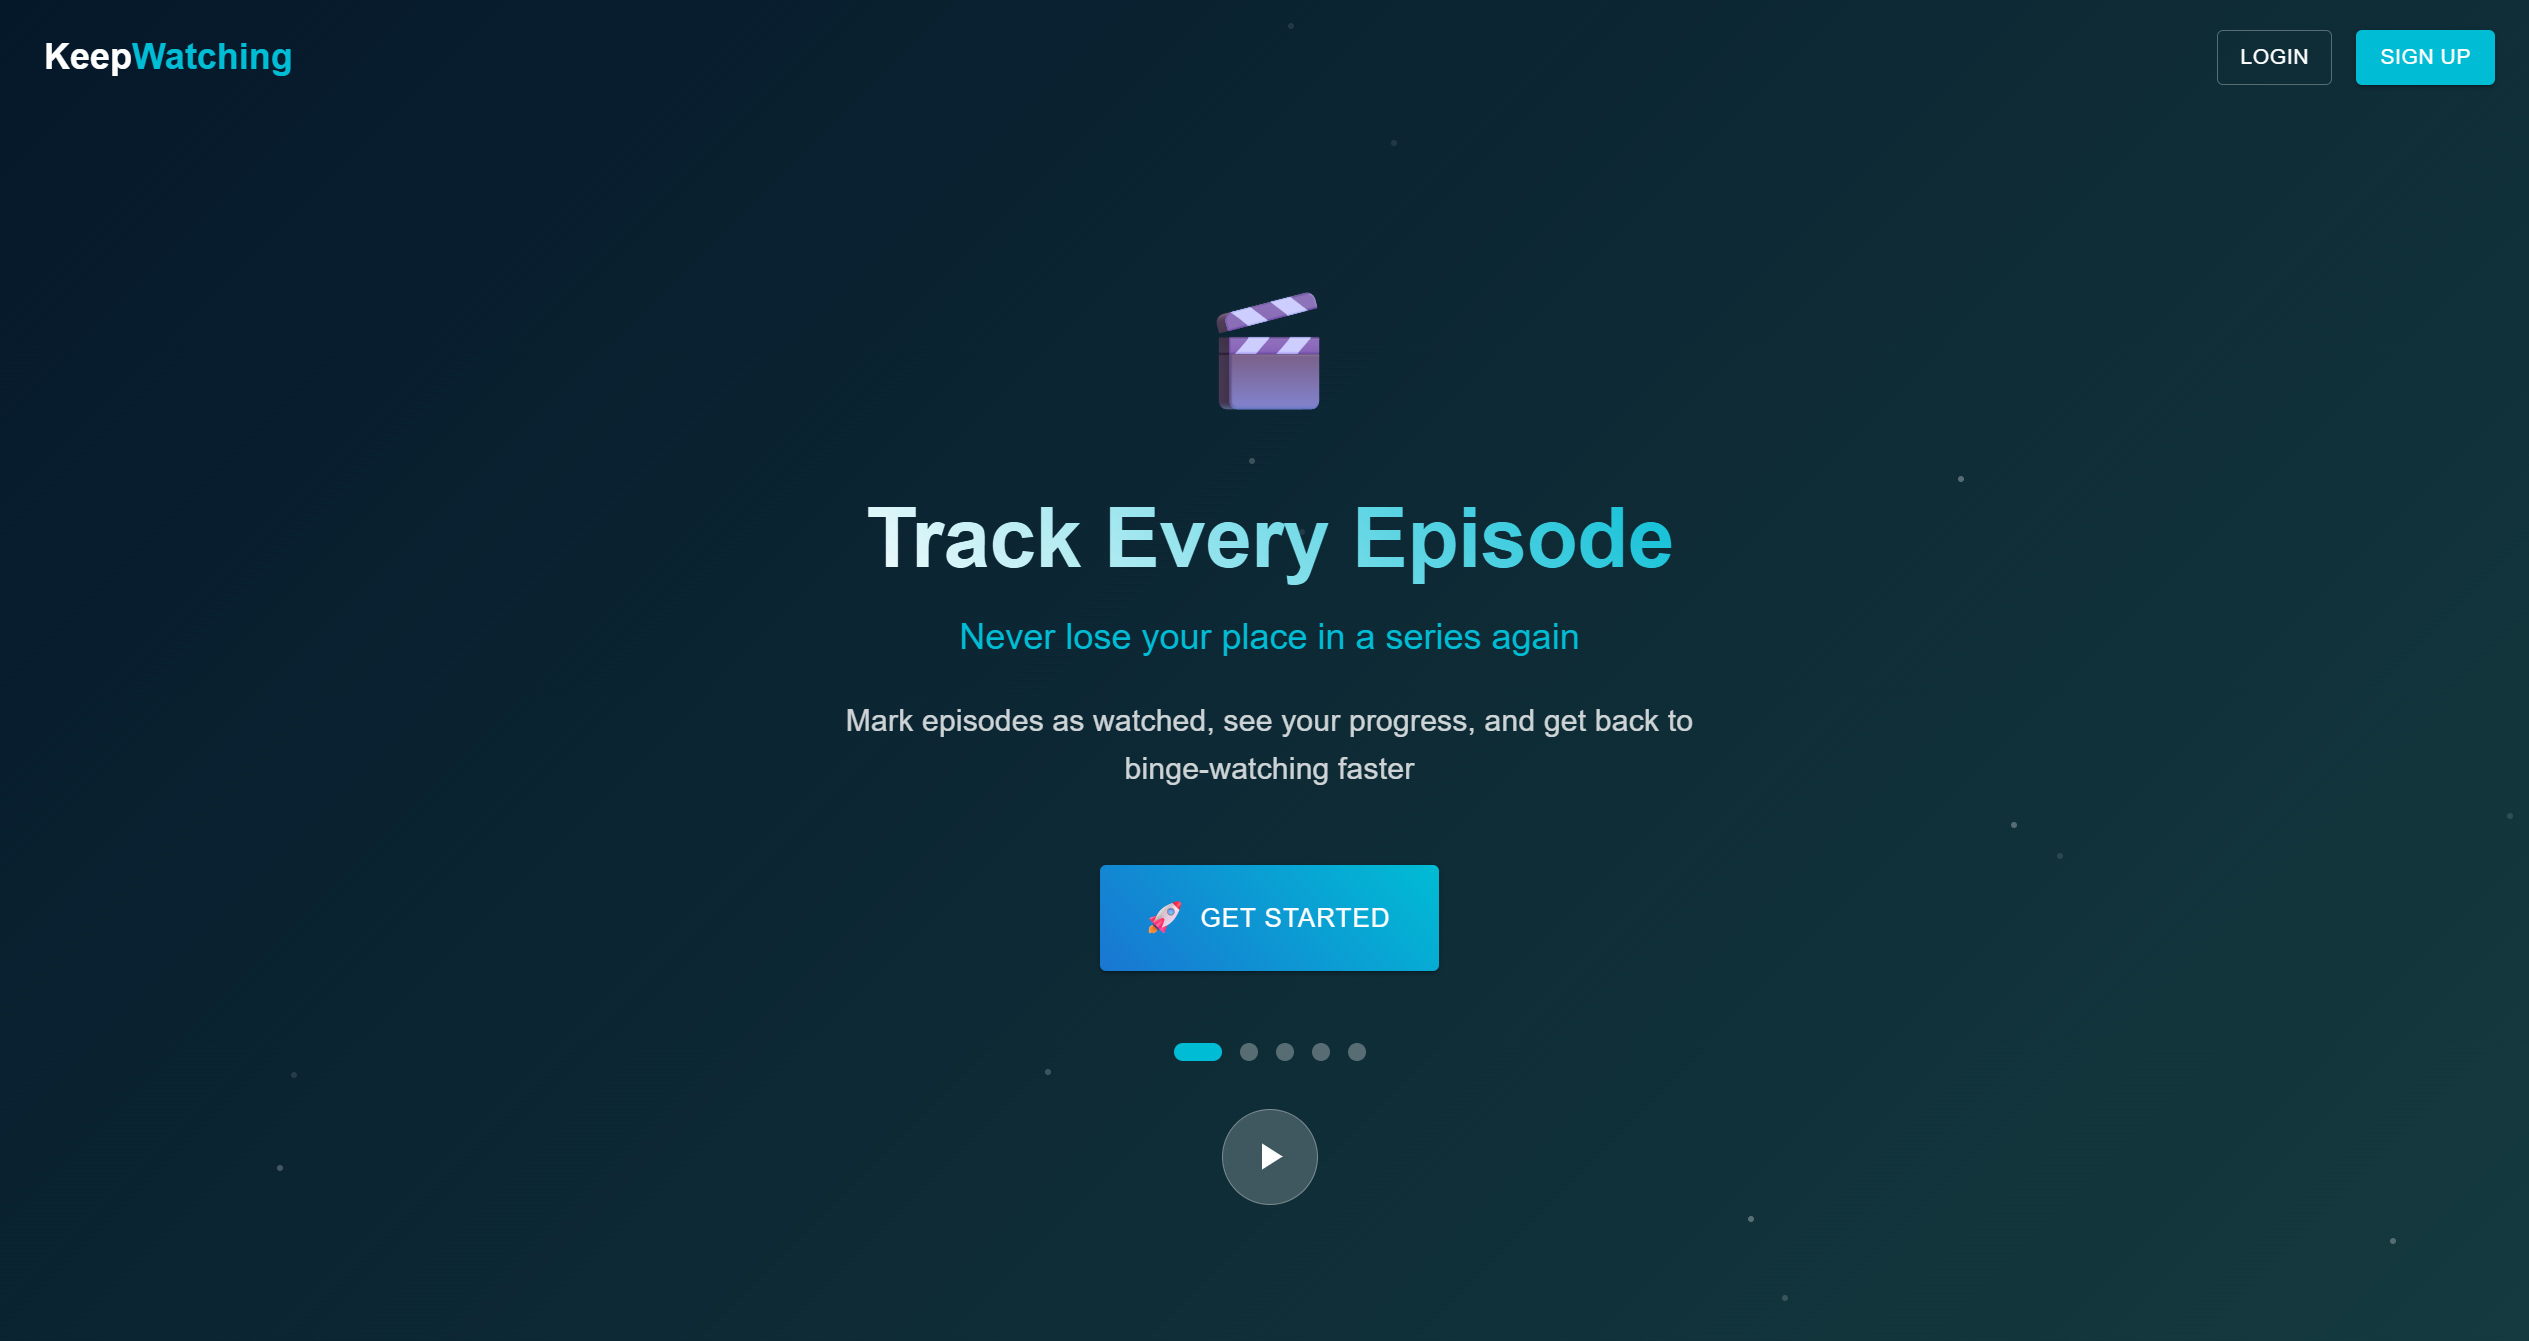 KeepWatching
LOGIN
SIGN UP
Track Every Episode
Never lose your place in a series again
Mark episodes as watched, see your progress, and get back to
binge-watching faster
GET STARTED